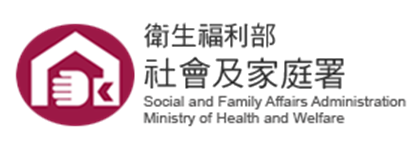 衛生福利部
社會及家庭署
Social and Family Affairs Administration
Ministry of Health and Welfare